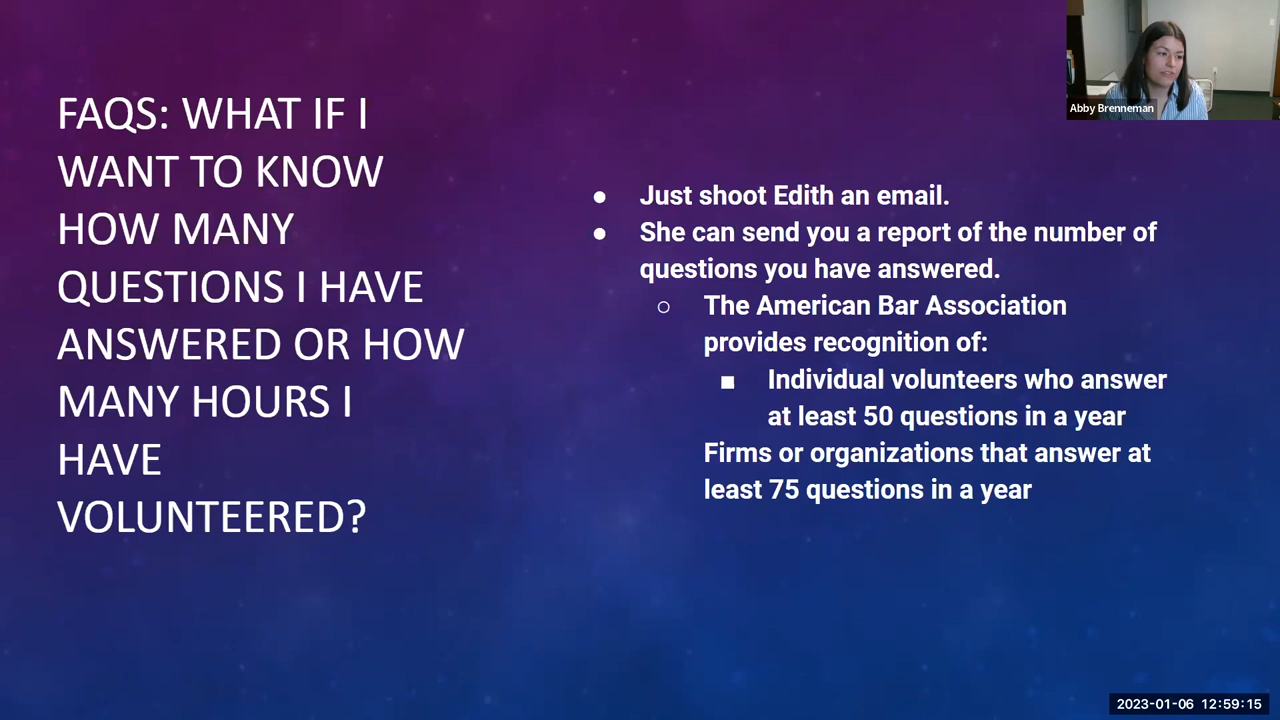 FAQS: WHAT IF I
WANT TO KNOW
HOW MANY
QUESTIONS I HAVE
ANSWERED OR HOW
MANY HOURS I
HAVE
VOLUNTEERED?
● Just shoot Edith an email.
● She can send you a report of the number of
questions you have answered.
○ The American Bar Association
provides recognition of:
■ Individual volunteers who answer
at least 50 questions in a year
Firms or organizations that answer at
least 75 questions in a year
Abby Brenneman
2023-01-06 12:59:15